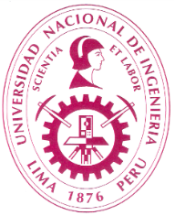 UNIVERSIDAD NACIONAL DE INGENIERIA
SCIENTIA ET LABOR
LIMA 1876 PERU